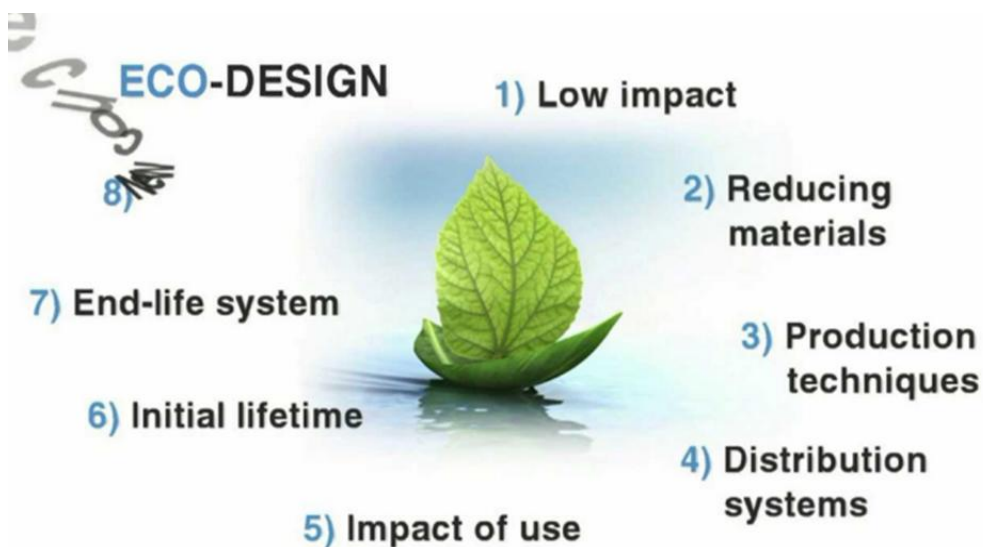 ECO-DESIGN
1) Low impact
2) Reducing
materials
3) Production
techniques
4) Distribution
systems
5) Impact of use
6) Initial lifetime
7) End-life system
8)